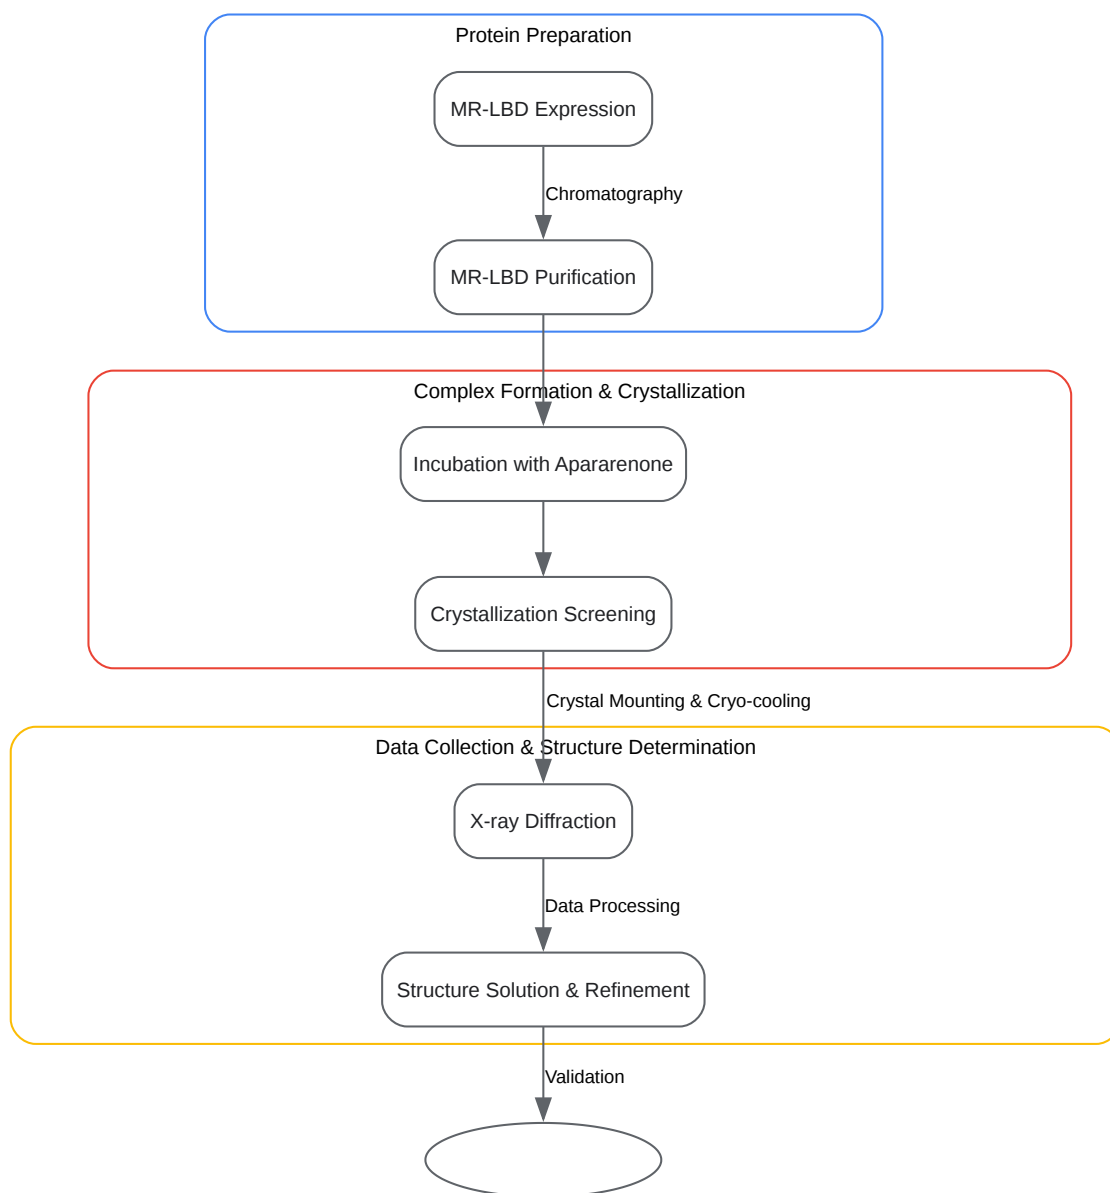 Protein Preparation
MR-LBD Expression
Chromatography
MR-LBD Purification
Complex Formation & Crystallization
Incubation with Apararenone
Crystallization Screening
Crystal Mounting & Cryo-cooling
Data Collection & Structure Determination
X-ray Diffraction
Data Processing
Structure Solution & Refinement
Validation